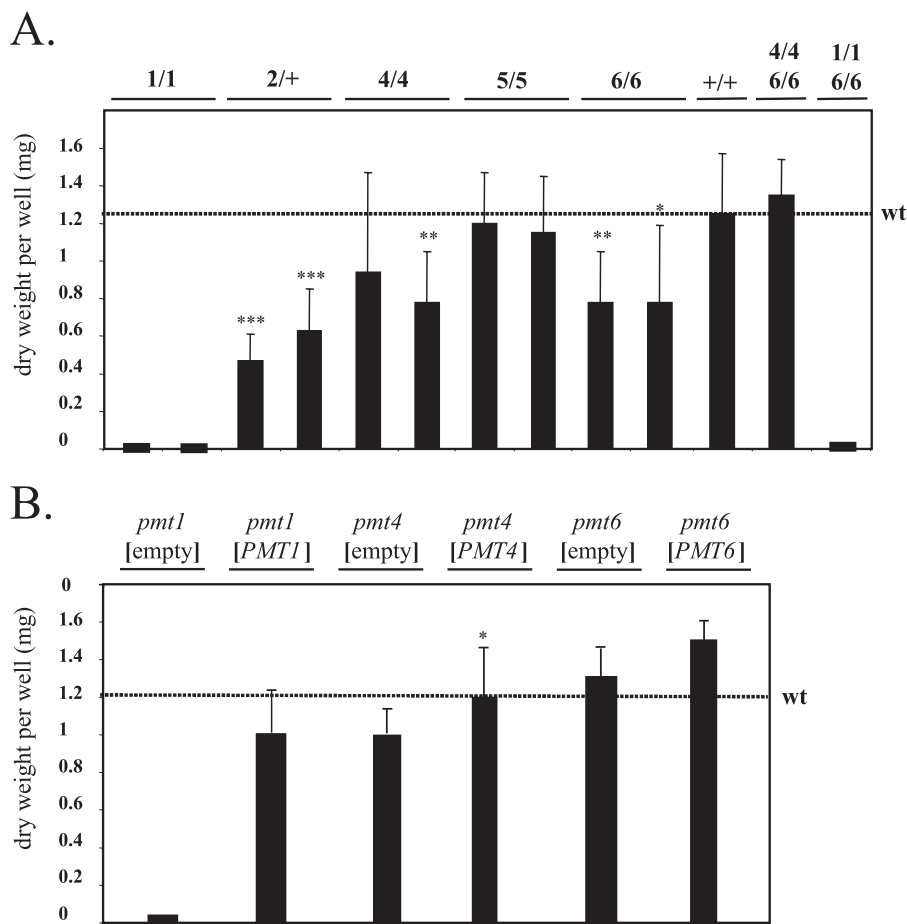 A.
1/1 2/+ 4/4 5/5 6/6 +/+ 4/4 6/6 1/1 6/6
dry weight per well (mg)
1.6
1.4
1.2
1
0.8
0.6
0.4
0.2
0
wt
*** *** ** ** *
B.
pmt1 pmt1 pmt4 pmt4 pmt6 pmt6
[empty] [PMT1] [empty] [PMT4] [empty] [PMT6]
dry weight per well (mg)
0
1.6
1.4
1.2
1
0.8
0.6
0.4
0.2
0
*
wt